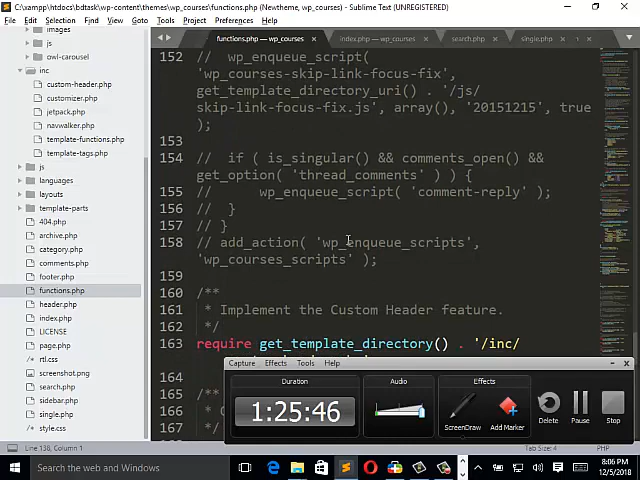 C:\xampp\htdocs\bdtask\wp-content\themes\wp_courses\functions.php (Newtheme, wp_courses) - Sublime Text (UNREGISTERED)
File Edit Selection Find View Goto Tools Project Preferences Help
images
js
owl-carousel
inc
custom-header.php
customizer.php
jetpack.php
navwalker.php
template-functions.php
template-tags.php
js
languages
layouts
template-parts
404.php
archive.php
category.php
comments.php
footer.php
functions.php
header.php
index.php
LICENSE
page.php
rtl.css
screenshot.png
search.php
sidebar.php
single.php
style.css
functions.php — wp_courses
index.php — wp_courses
search.php
single.php
152 // wp_enqueue_script(
'wp_courses-skip-link-focus-fix',
get_template_directory_uri() . '/js/
skip-link-focus-fix.js', array(), '20151215', true
);
153
154 // if ( is_singular() && comments_open() &&
get_option( 'thread_comments' ) ) {
155 // wp_enqueue_script( 'comment-reply' );
156 // }
157 // }
158 // add_action( 'wp_enqueue_scripts',
'wp_courses_scripts' );
159
160 /**
161 * Implement the Custom Header feature.
162 */
163 require get_template_directory() . '/inc/
164
165 /**
166
167 */
Capture Effects Tools Help
Duration
1:25:46
Audio
Effects
ScreenDraw
Add Marker
Delete
Pause
Stop
Line 138, Column 1
Tab Size: 4
PHP
Search the web and Windows
8:06 PM
12/5/2018